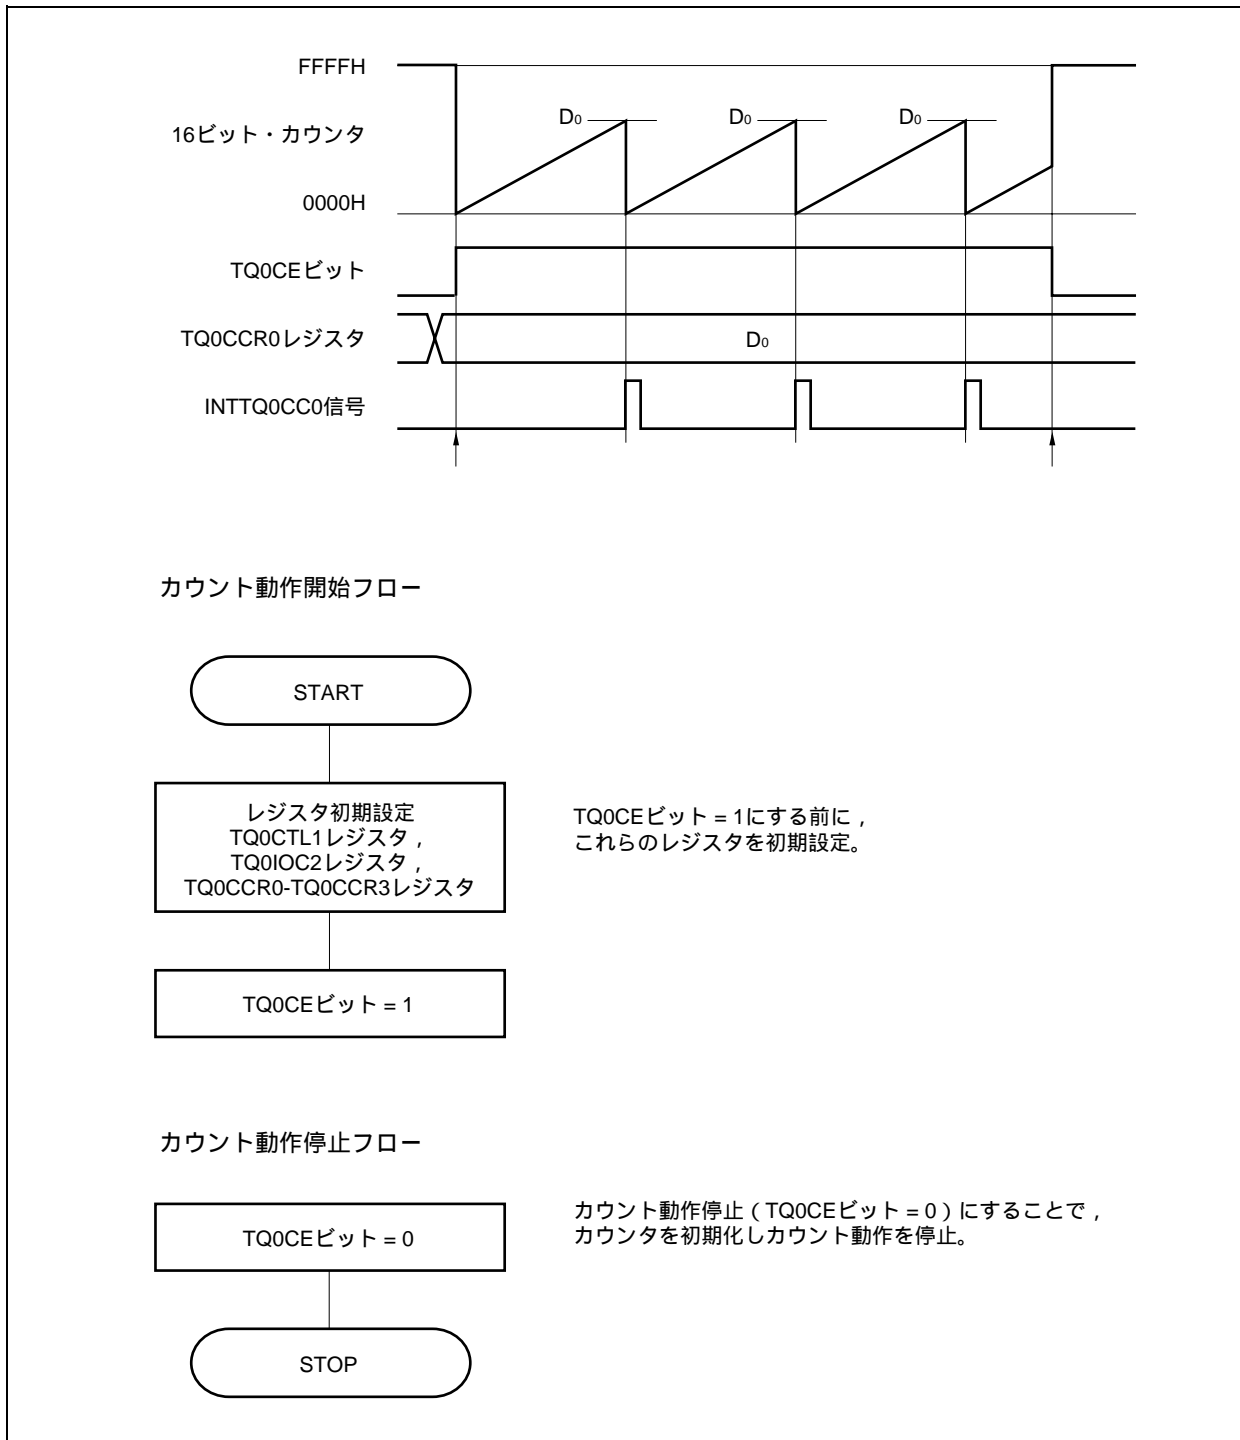 FFFFH
D0 D0 D0
16ビット・カウンタ
0000H
TQ0CEビット
TQ0CCR0レジスタ D0
INTTQ0CC0信号
カウント動作開始フロー
START
レジスタ初期設定
TQ0CTL1レジスタ，
TQ0IOC2レジスタ，
TQ0CCR0-TQ0CCR3レジスタ
TQ0CEビット = 1にする前に，
これらのレジスタを初期設定。
TQ0CEビット = 1
カウント動作停止フロー
TQ0CEビット = 0
カウント動作停止（TQ0CEビット = 0）にすることで，
カウンタを初期化しカウント動作を停止。
STOP